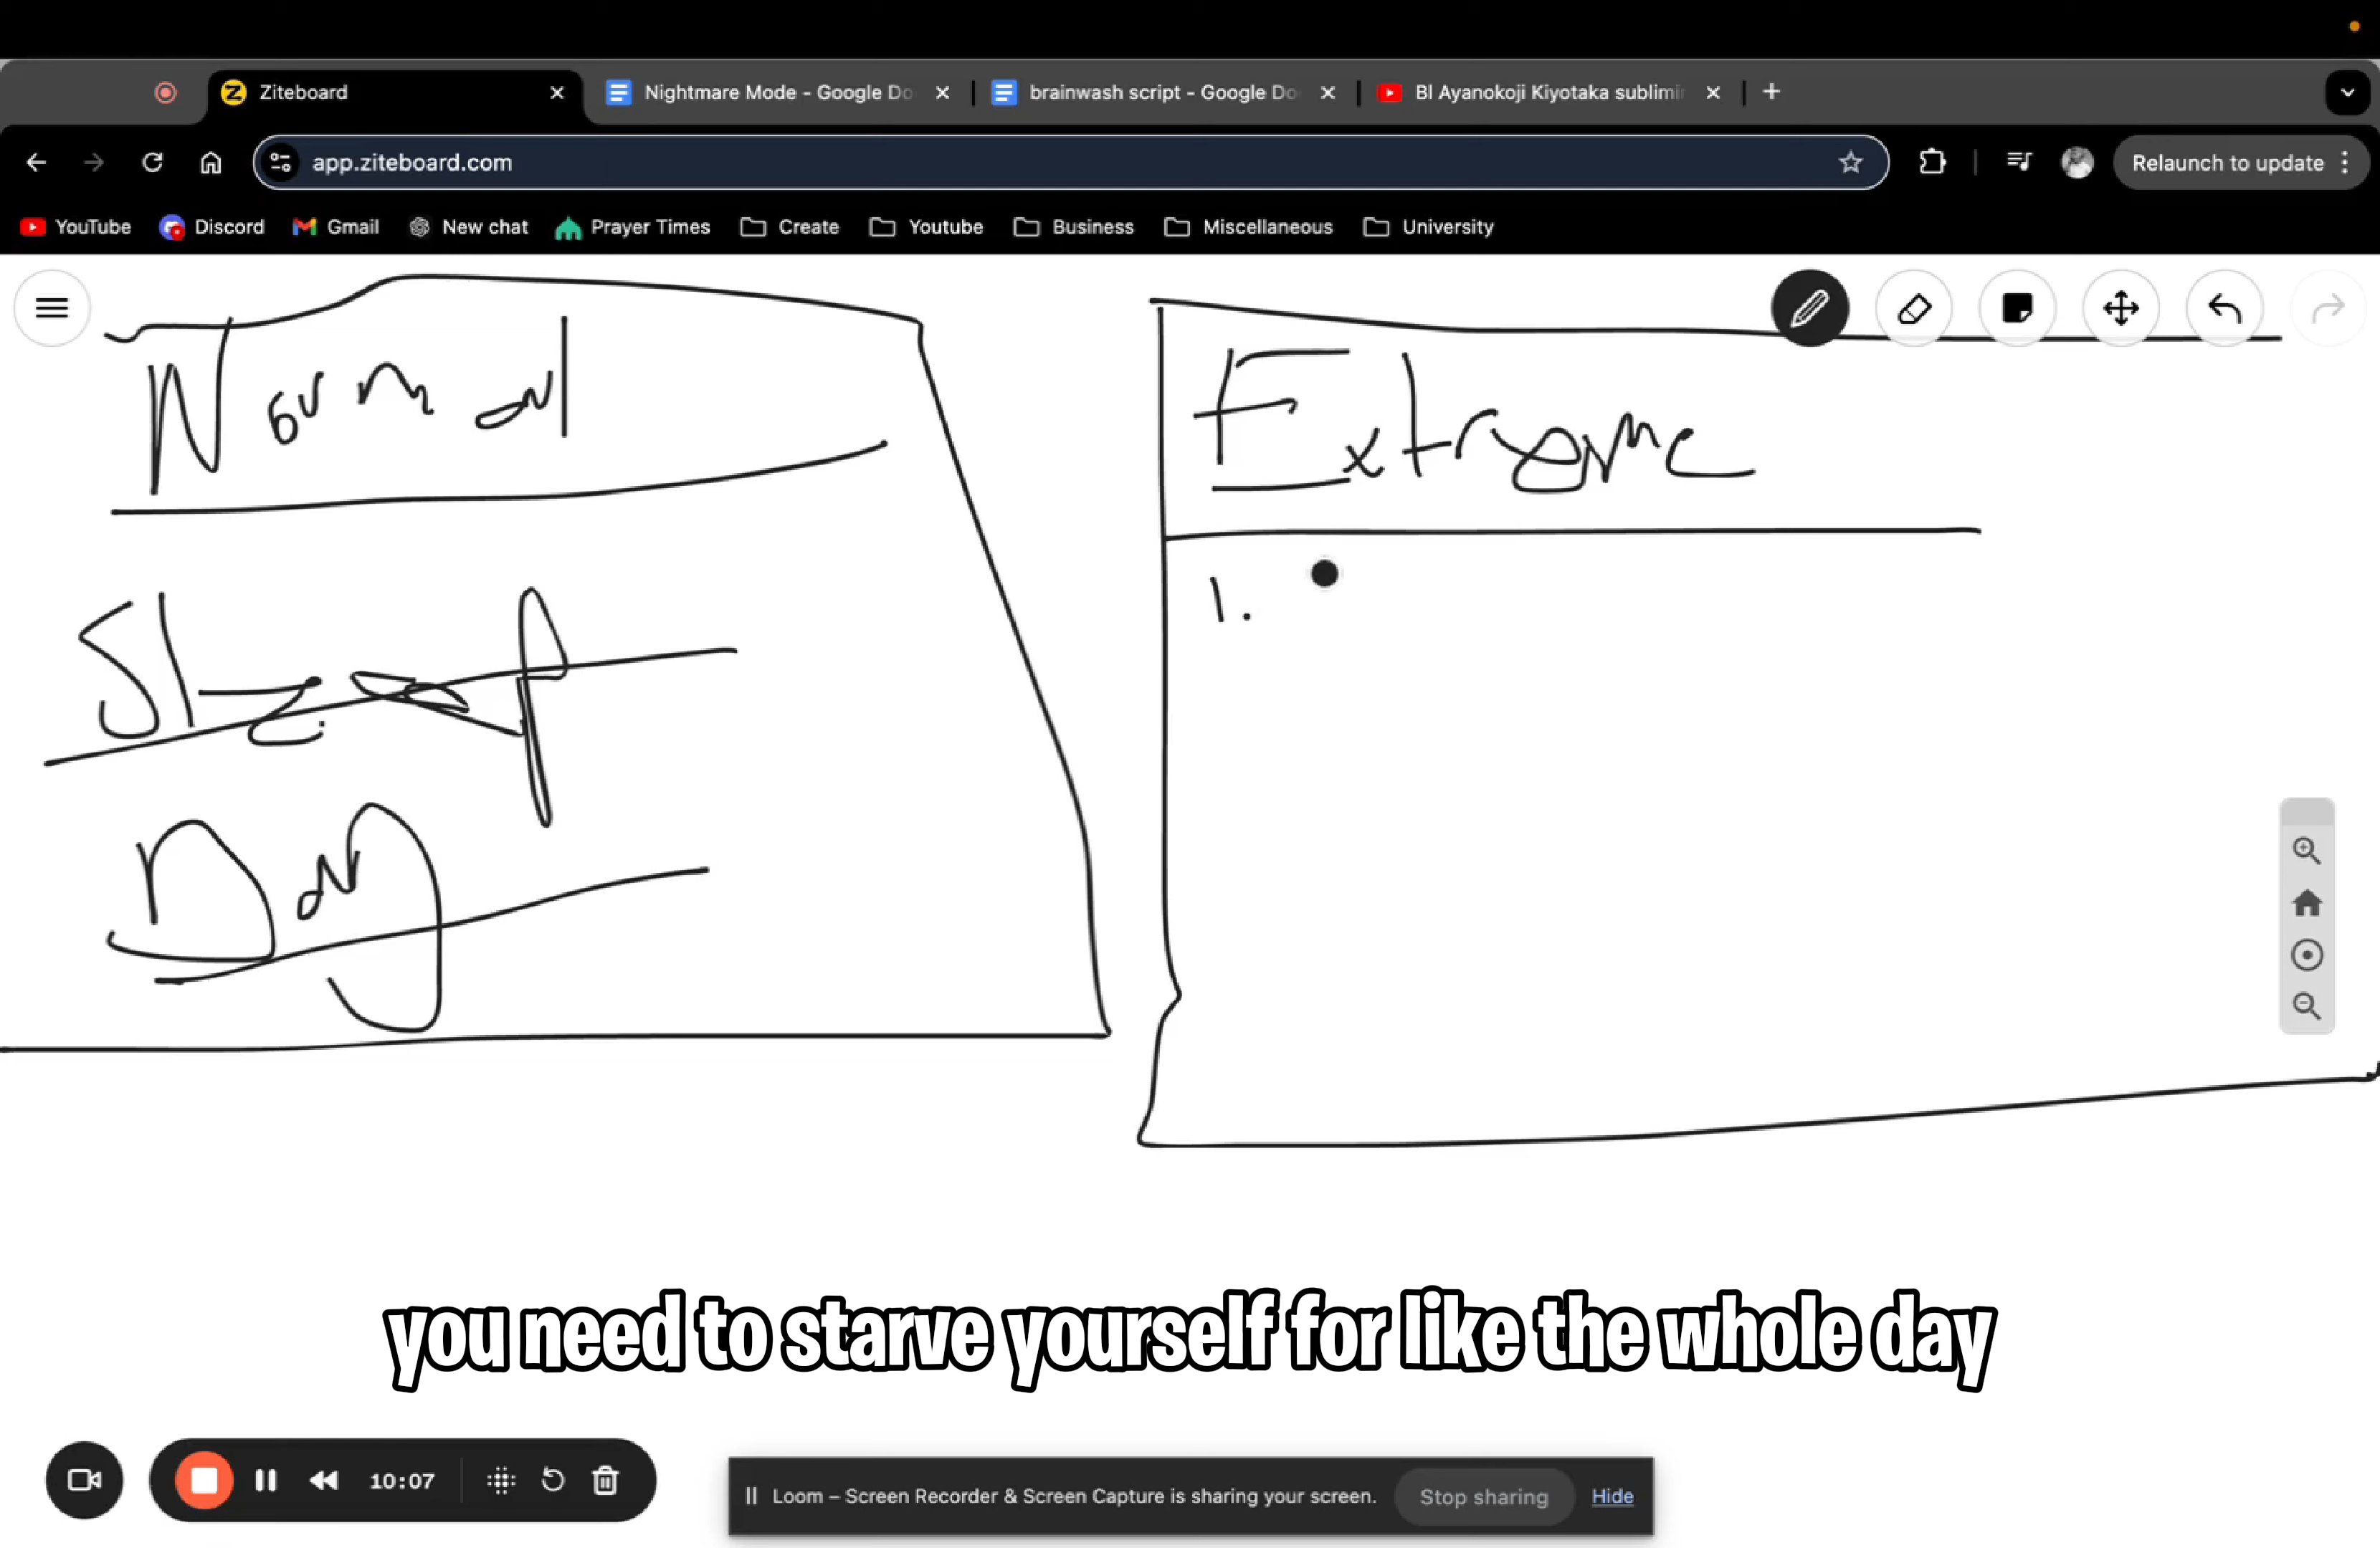 Ziteboard
Nightmare Mode - Google Do
brainwash script - Google Do
BI Ayanokoji Kiyotaka sublimir
app.ziteboard.com
Relaunch to update
YouTube
Discord
Gmail
New chat
Prayer Times
Create
Youtube
Business
Miscellaneous
University
Normal
Extreme
Sleep
Day
1.
you need to starve yourself for like the whole day
10:07
Loom – Screen Recorder & Screen Capture is sharing your screen.
Stop sharing
Hide